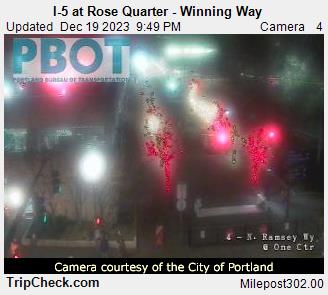 I-5 at Rose Quarter - Winning Way
Updated Dec 19 2023 9:49 PM Camera 4
PBOT
PORTLAND BUREAU OF TRANSPORTATION
4 - N. Ramsey Wy
@ One Ctr
Camera courtesy of the City of Portland
TripCheck.com Milepost302.00